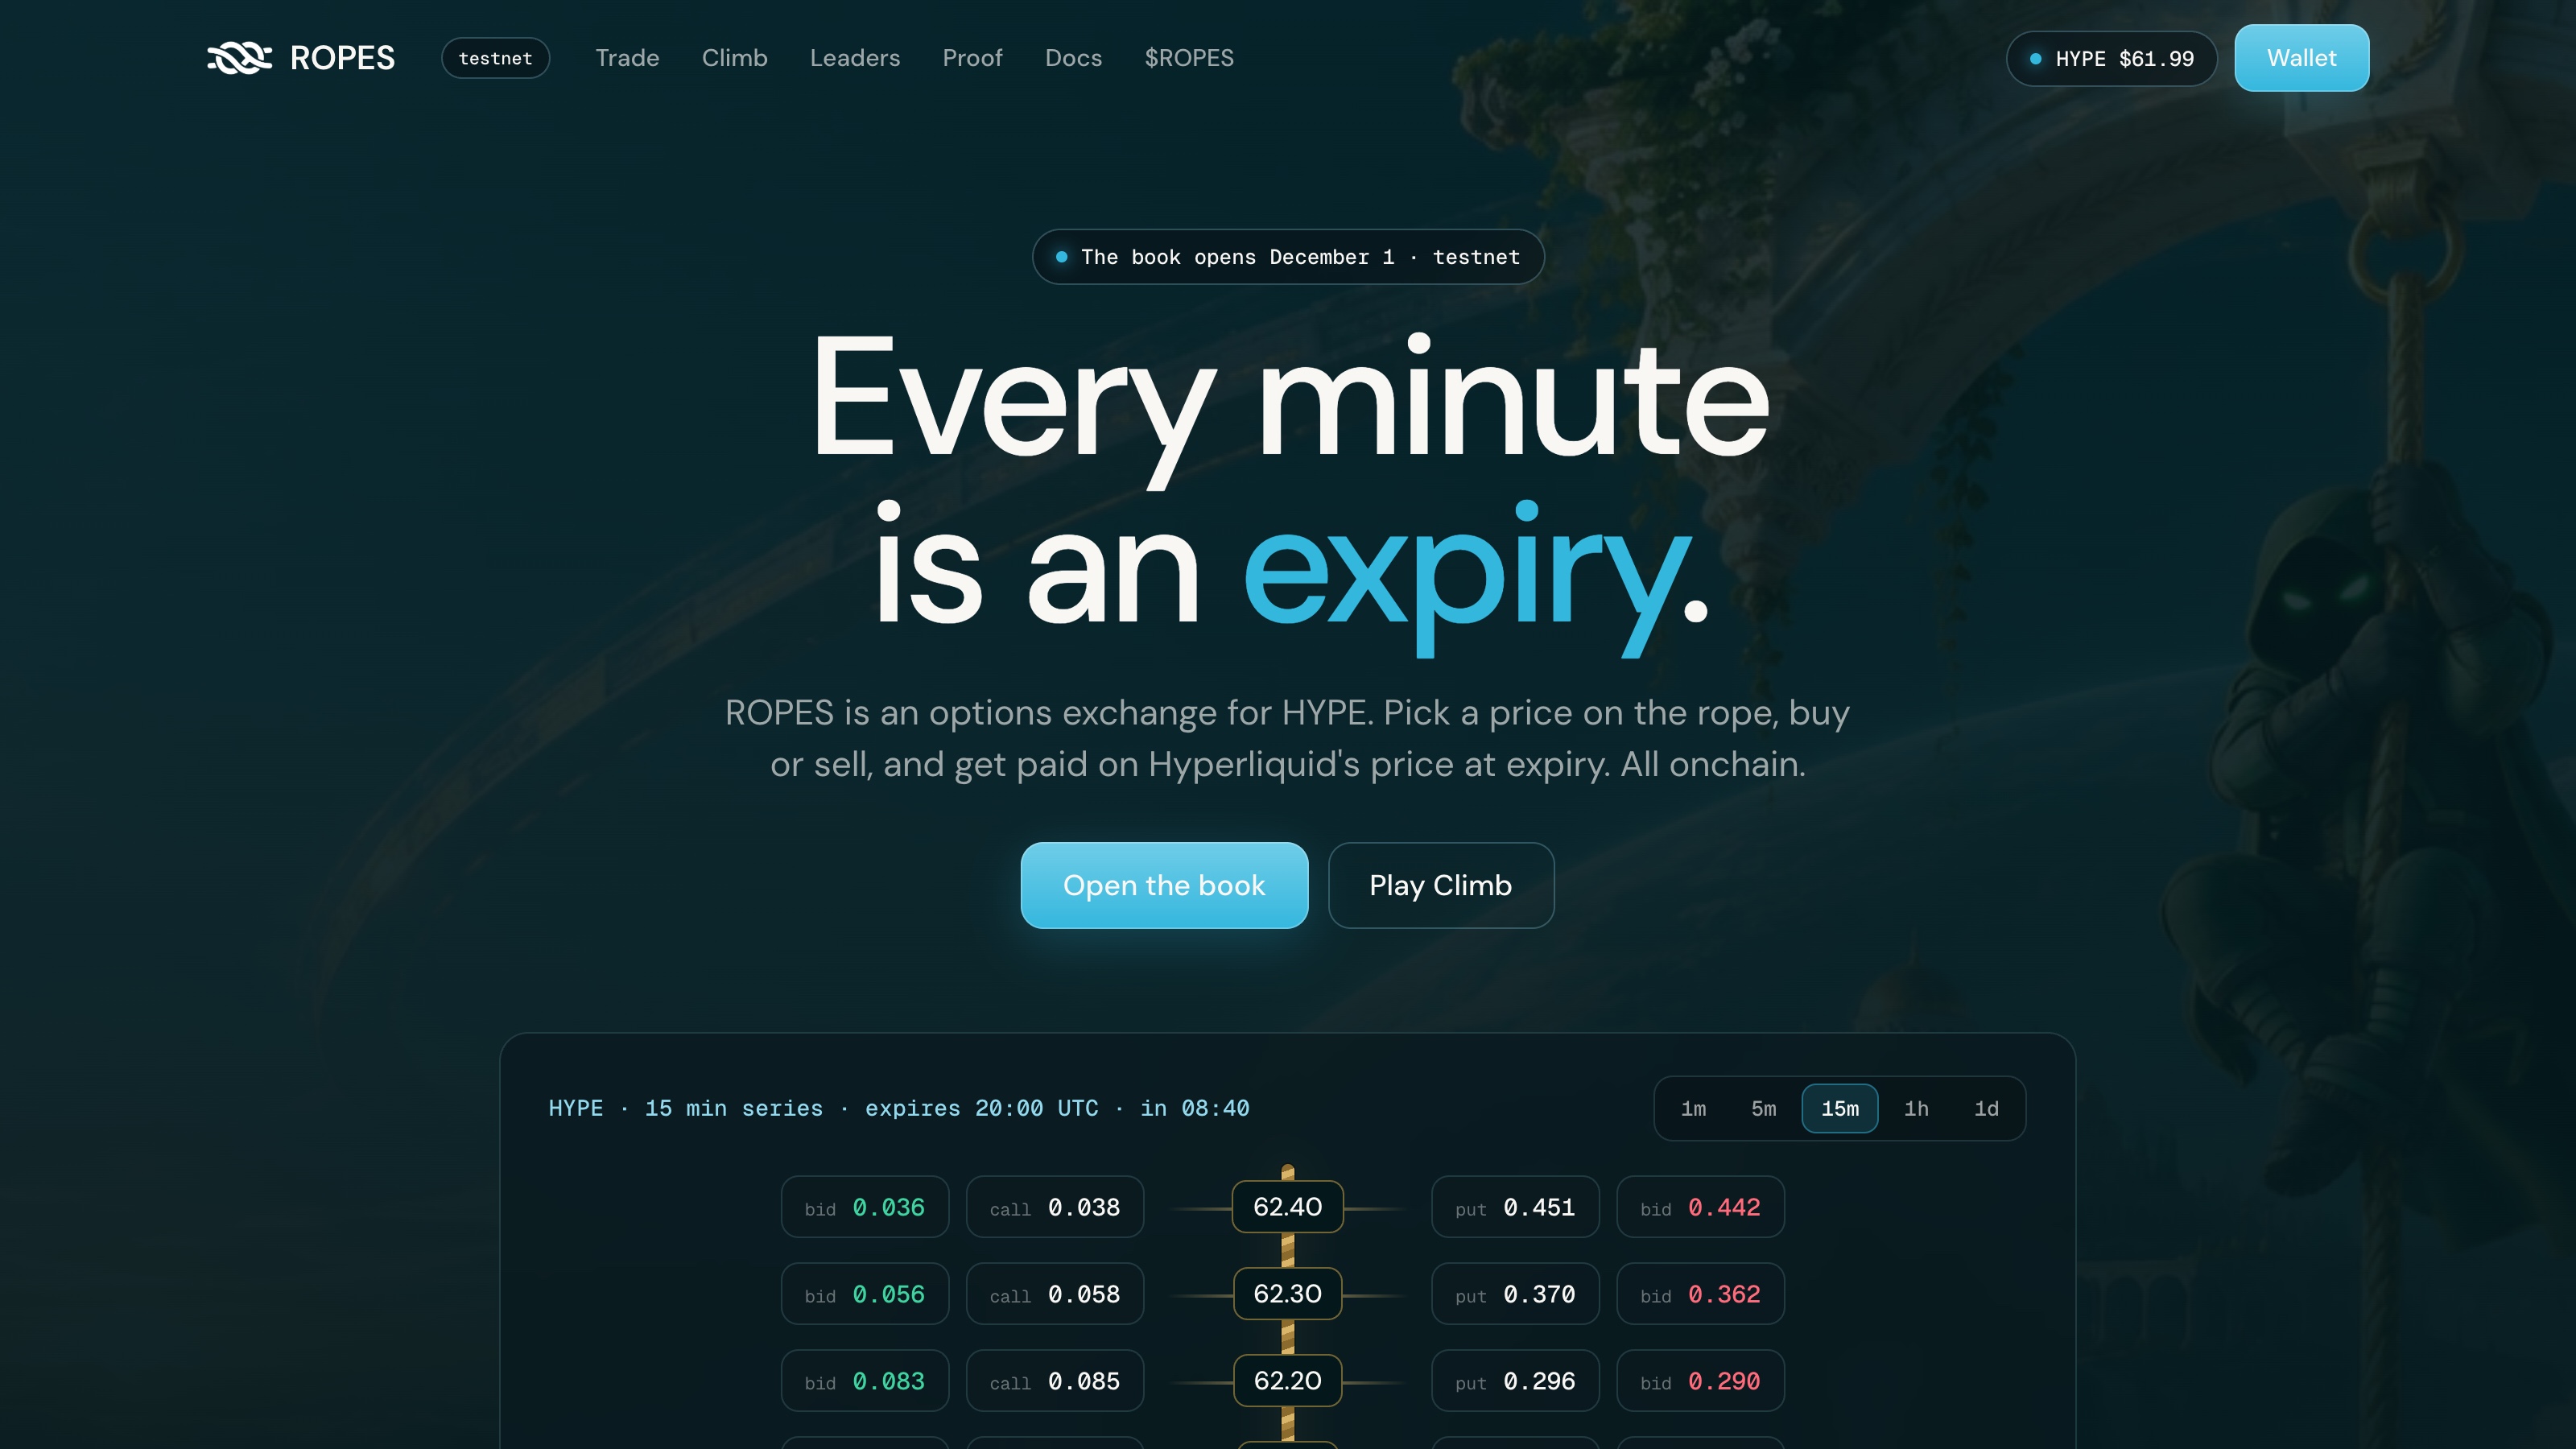 ROPES testnet Trade Climb Leaders Proof Docs $ROPES HYPE $61.99 Wallet
The book opens December 1 · testnet
Every minute
is an expiry.
ROPES is an options exchange for HYPE. Pick a price on the rope, buy
or sell, and get paid on Hyperliquid's price at expiry. All onchain.
Open the book Play Climb
HYPE · 15 min series · expires 20:00 UTC · in 08:40 1m 5m 15m 1h 1d
bid 0.036 call 0.038 62.40 put 0.451 bid 0.442
bid 0.056 call 0.058 62.30 put 0.370 bid 0.362
bid 0.083 call 0.085 62.20 put 0.296 bid 0.290